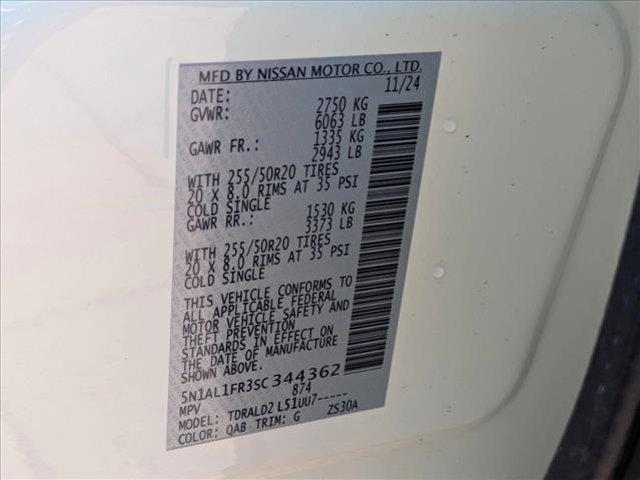 MFD BY NISSAN MOTOR CO., LTD.
DATE: 11/24
GVWR: 2750 KG
6063 LB
GAWR FR.: 1335 KG
2943 LB
WITH 255/50R20 TIRES
20 X 8.0 RIMS AT 35 PSI
COLD SINGLE
GAWR RR.: 1530 KG
3373 LB
WITH 255/50R20 TIRES
20 X 8.0 RIMS AT 35 PSI
COLD SINGLE
THIS VEHICLE CONFORMS TO
ALL APPLICABLE FEDERAL
MOTOR VEHICLE SAFETY AND
THEFT PREVENTION
STANDARDS IN EFFECT ON
THE DATE OF MANUFACTURE
SHOWN ABOVE.
5N1AL1FR3SC 344362
MPV 874
MODEL: TDRALD2 L51UU7-----
COLOR: QAB TRIM: G ZS30A